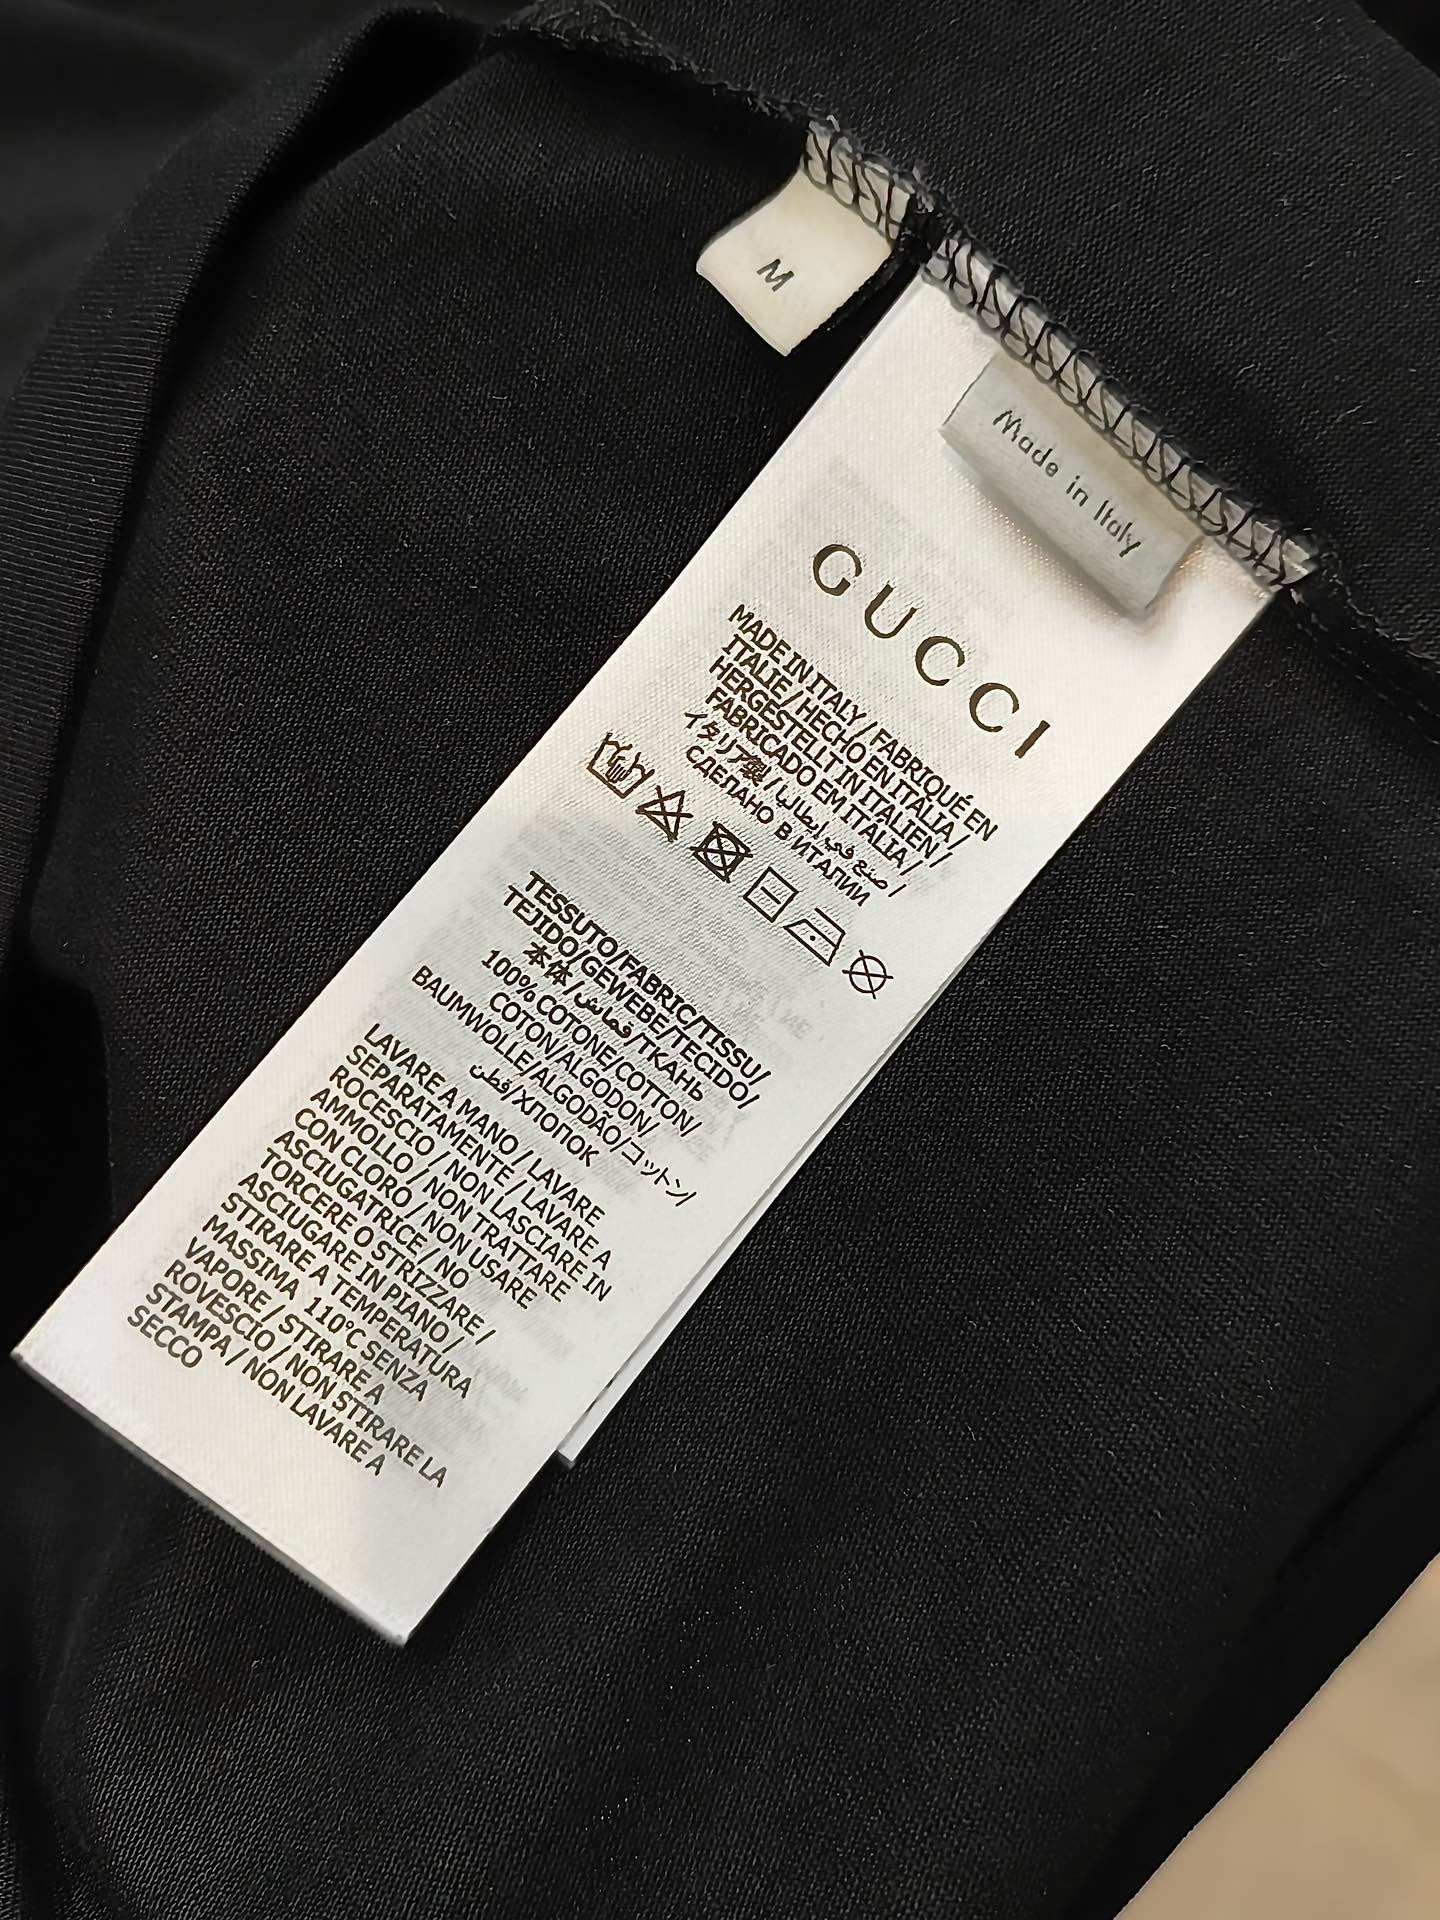 M
Made in Italy
GUCCI
MADE IN ITALY / FABRIQUÉ EN
ITALIE / HECHO EN ITALIA /
HERGESTELLT IN ITALIEN /
FABRICADO EM ITALIA /
イタリア製 / صنع في إيطاليا /
СДЕЛАНО В ИТАЛИИ
TESSUTO/FABRIC/TISSU/
TEJIDO/GEWEBE/TECIDO/
本体/قماش/ТКАНЬ
100% COTONE/COTTON/
COTON/ALGODON/
BAUMWOLLE/ALGODÃO/コットン/
قطن/ХЛОПОК
LAVARE A MANO / LAVARE
SEPARATAMENTE / LAVARE A
ROCESCIO / NON LASCIARE IN
AMMOLLO / NON TRATTARE
CON CLORO / NON USARE
ASCIUGATRICE / NO
TORCERE O STRIZZARE /
ASCIUGARE IN PIANO /
STIRARE A TEMPERATURA
MASSIMA 110°C SENZA
VAPORE / STIRARE A
ROVESCIO / NON STIRARE LA
STAMPA / NON LAVARE A
SECCO